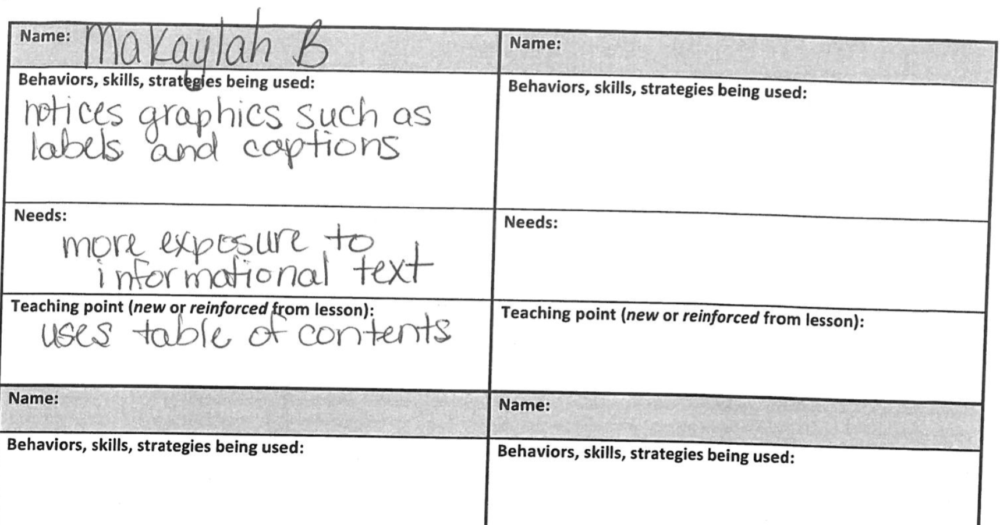 Name: Makaylah B
Behaviors, skills, strategies being used:
notices graphics such as
labels and captions
Needs:
more exposure to
informational text
Teaching point (new or reinforced from lesson):
uses table of contents
Name:
Behaviors, skills, strategies being used:
Needs:
Teaching point (new or reinforced from lesson):
Name:
Behaviors, skills, strategies being used:
Name:
Behaviors, skills, strategies being used: